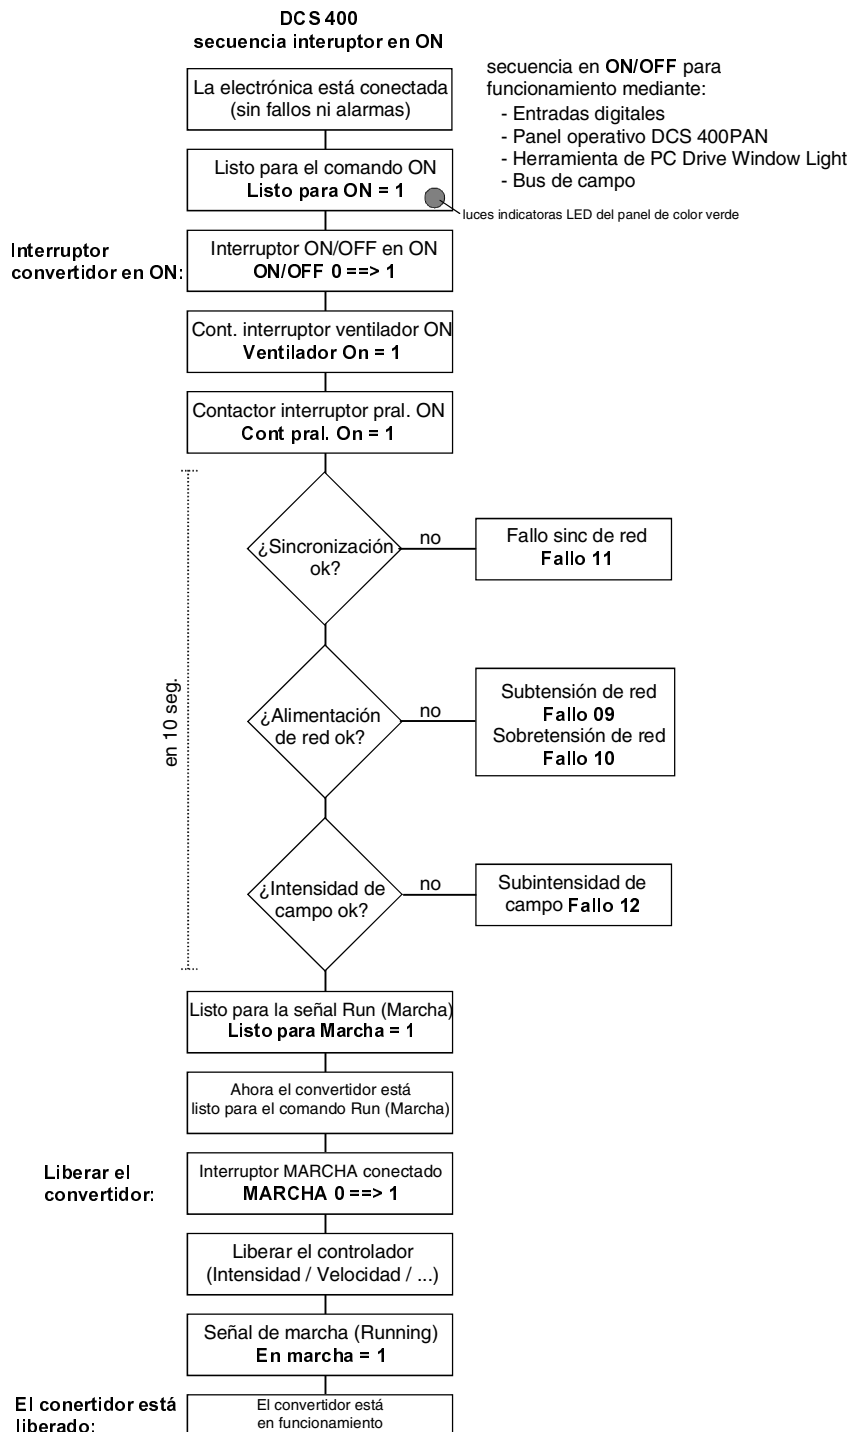 DCS 400
secuencia interuptor en ON
La electrónica está conectada
(sin fallos ni alarmas)
secuencia en ON/OFF para
funcionamiento mediante:
- Entradas digitales
- Panel operativo DCS 400PAN
- Herramienta de PC Drive Window Light
- Bus de campo
Listo para el comando ON
Listo para ON = 1
luces indicatoras LED del panel de color verde
Interruptor
convertidor en ON:
Interruptor ON/OFF en ON
ON/OFF 0 ==> 1
Cont. interruptor ventilador ON
Ventilador On = 1
Contactor interruptor pral. ON
Cont pral. On = 1
en 10 seg.
¿Sincronización
ok?
no
Fallo sinc de red
Fallo 11
¿Alimentación
de red ok?
no
Subtensión de red
Fallo 09
Sobretensión de red
Fallo 10
¿Intensidad de
campo ok?
no
Subintensidad de
campo Fallo 12
Listo para la señal Run (Marcha)
Listo para Marcha = 1
Ahora el convertidor está
listo para el comando Run (Marcha)
Liberar el
convertidor:
Interruptor MARCHA conectado
MARCHA 0 ==> 1
Liberar el controlador
(Intensidad / Velocidad / ...)
Señal de marcha (Running)
En marcha = 1
El conertidor está
liberado:
El convertidor está
en funcionamiento